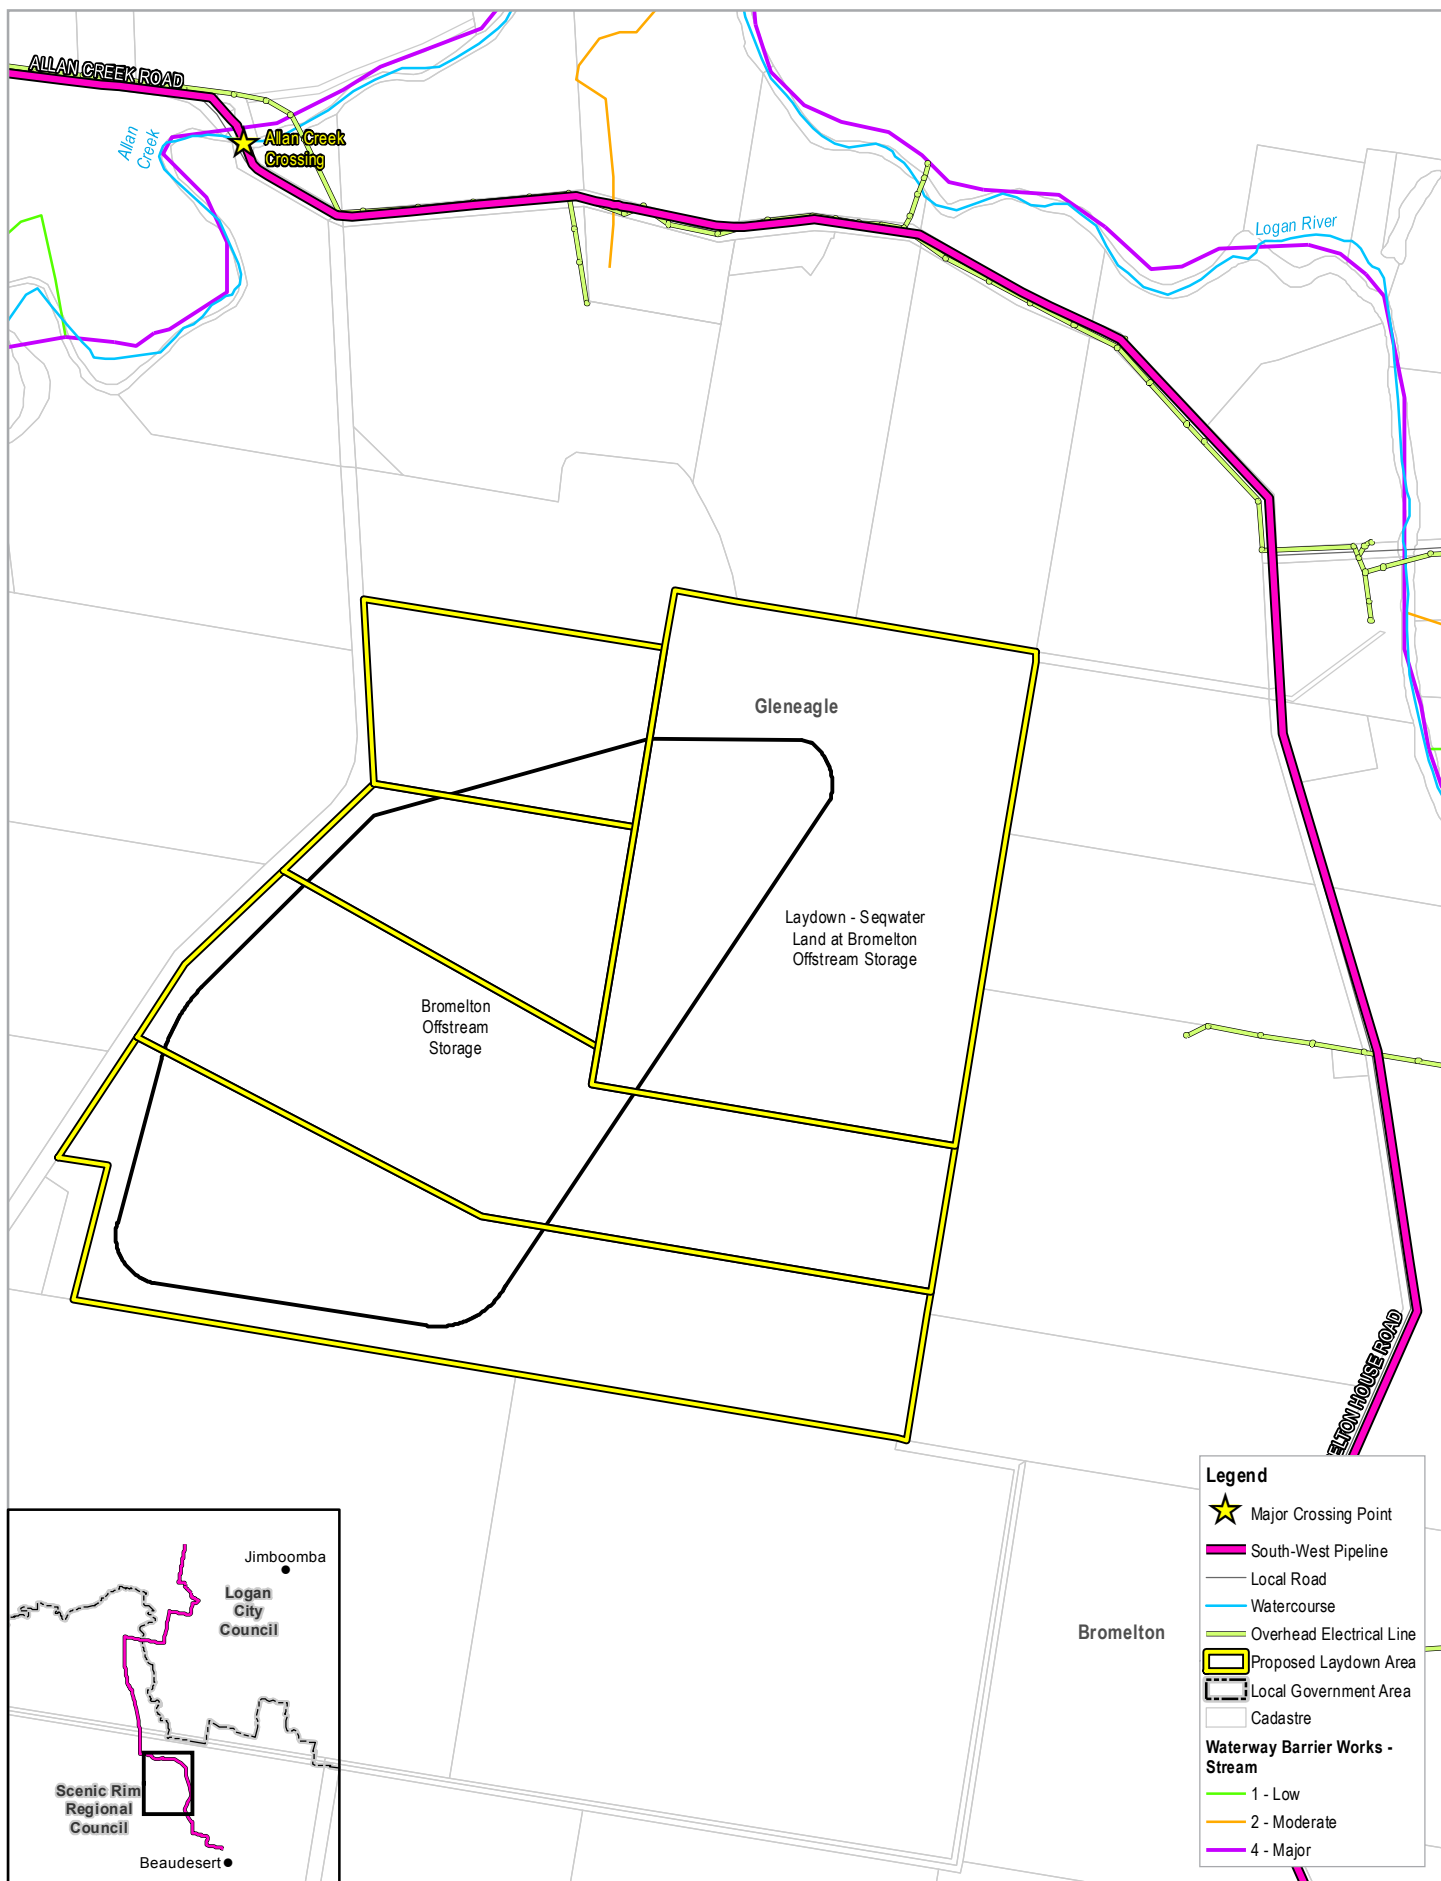 ALLAN CREEK ROAD
Allan
Creek
Allan Creek
Crossing
Logan River
Gleneagle
Laydown - Seqwater
Land at Bromelton
Offstream Storage
Bromelton
Offstream
Storage
ELTON HOUSE ROAD
Bromelton
Legend
Major Crossing Point
South-West Pipeline
Local Road
Watercourse
Overhead Electrical Line
Proposed Laydown Area
Local Government Area
Cadastre
Waterway Barrier Works -
Stream
1 - Low
2 - Moderate
4 - Major
Jimboomba
Logan
City
Council
Scenic Rim
Regional
Council
Beaudesert